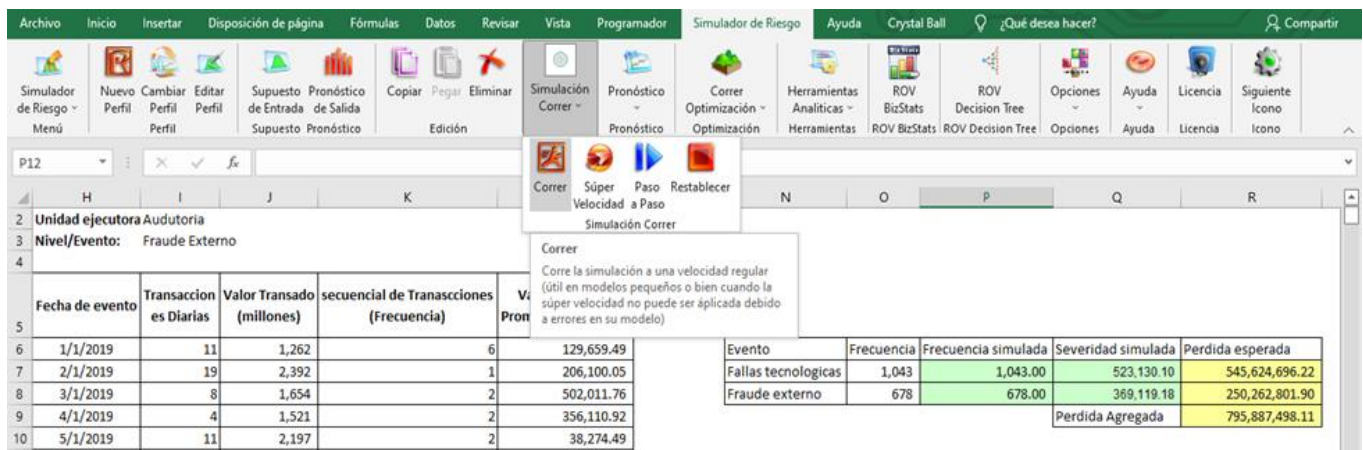 Archivo Inicio Insertar Disposición de página Fórmulas Datos Revisar Vista Programador Simulador de Riesgo Ayuda Crystal Ball ¿Qué desea hacer? Compartir
Simulador de Riesgo
Nuevo Perfil
Cambiar Perfil
Editar Perfil
Supuesto de Entrada
Pronóstico de Salida
Copiar
Pegar
Eliminar
Simulación Correr
Pronóstico
Correr Optimización
Herramientas Analiticas
ROV BizStats
ROV Decision Tree
Opciones
Ayuda
Licencia
Siguiente Icono
Menú Perfil Supuesto Pronóstico Edición Pronóstico Optimización Herramientas ROV BizStats ROV Decision Tree Opciones Ayuda Licencia Icono
P12 fx
Correr
Súper Velocidad
Paso a Paso
Restablecer
Simulación Correr
Correr
Corre la simulación a una velocidad regular
(útil en modelos pequeños o bien cuando la
súper velocidad no puede ser áplicada debido
a errores en su modelo)
H I J K N O P Q R
2 Unidad ejecutora Audutoria
3 Nivel/Evento: Fraude Externo
4
5 Fecha de evento Transaccion es Diarias Valor Transado (millones) secuencial de Tranascciones (Frecuencia)
6 1/1/2019 11 1,262 6 129,659.49 Evento Frecuencia Frecuencia simulada Severidad simulada Perdida esperada
7 2/1/2019 19 2,392 1 206,100.05 Fallas tecnologicas 1,043 1,043.00 523,130.10 545,624,696.22
8 3/1/2019 8 1,654 2 502,011.76 Fraude externo 678 678.00 369,119.18 250,262,801.90
9 4/1/2019 4 1,521 2 356,110.92 Perdida Agregada 795,887,498.11
10 5/1/2019 11 2,197 2 38,274.49